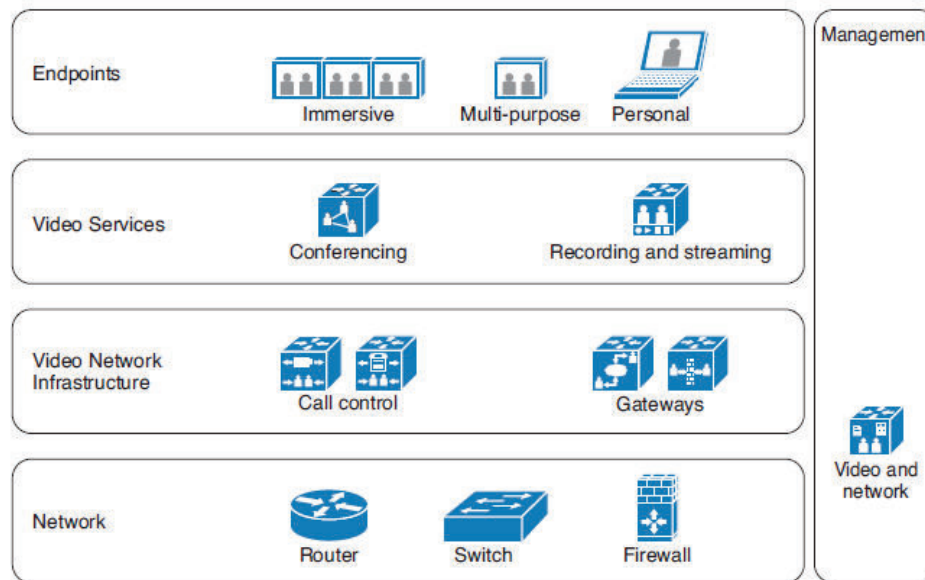 Endpoints
Immersive
Multi-purpose
Personal
Video Services
Conferencing
Recording and streaming
Video Network
Infrastructure
Call control
Gateways
Network
Router
Switch
Firewall
Managemen
Video and
network